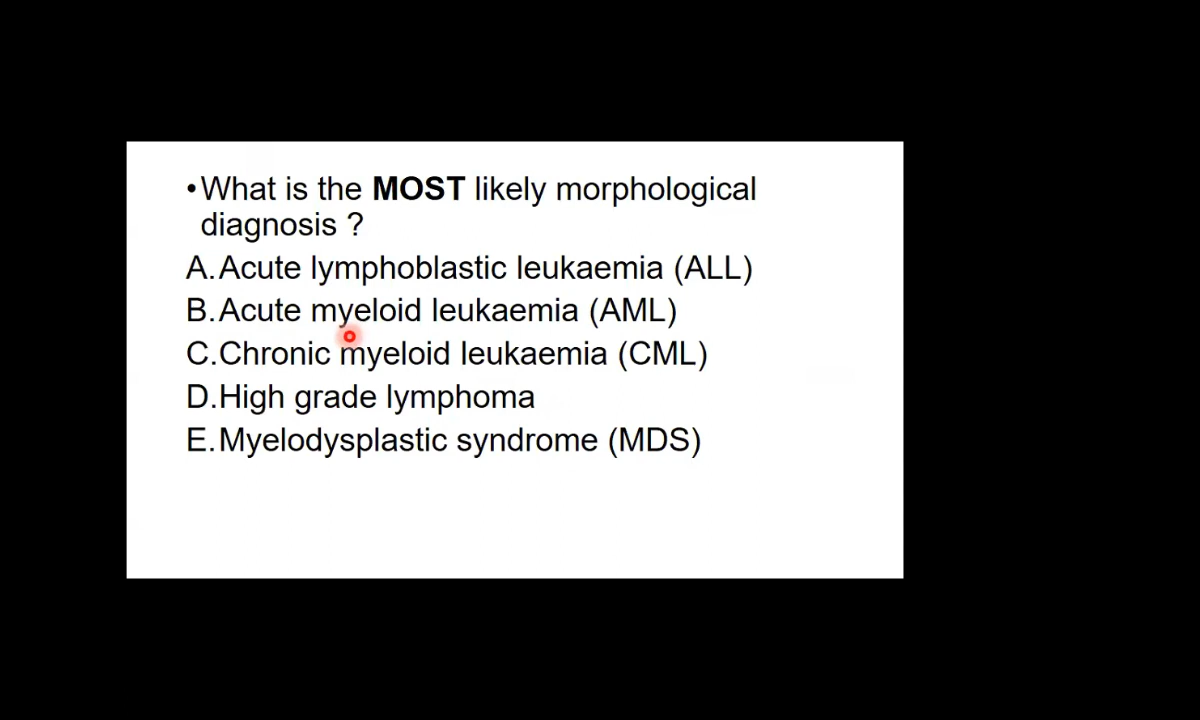 •What is the MOST likely morphological
diagnosis ?
A.Acute lymphoblastic leukaemia (ALL)
B.Acute myeloid leukaemia (AML)
C.Chronic myeloid leukaemia (CML)
D.High grade lymphoma
E.Myelodysplastic syndrome (MDS)